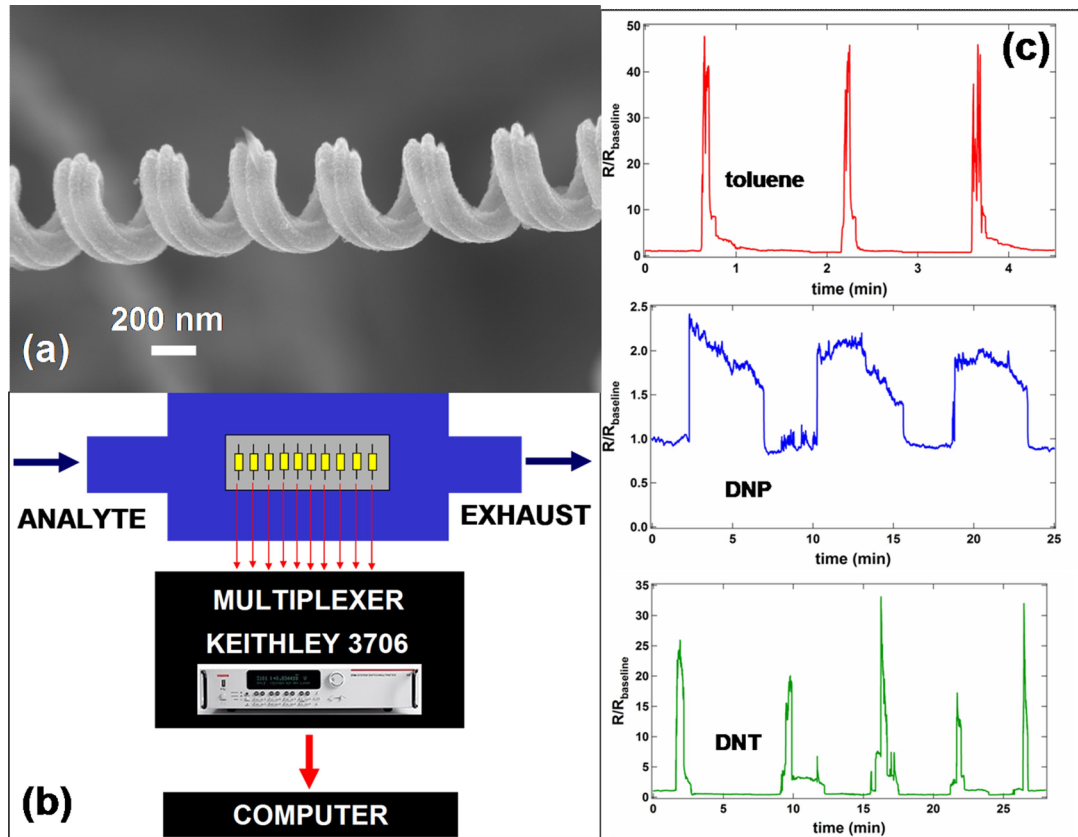 200 nm
(a)
ANALYTE
EXHAUST
MULTIPLEXER
KEITHLEY 3706
COMPUTER
(b)
(c)
50
40
30
20
10
0
R/Rbaseline
toluene
0
1
2
3
4
time (min)
2.5
2.0
1.5
1.0
0.5
0.0
R/Rbaseline
DNP
0
5
10
15
20
25
time (min)
35
30
25
20
15
10
5
0
R/Rbaseline
DNT
0
5
10
15
20
25
time (min)